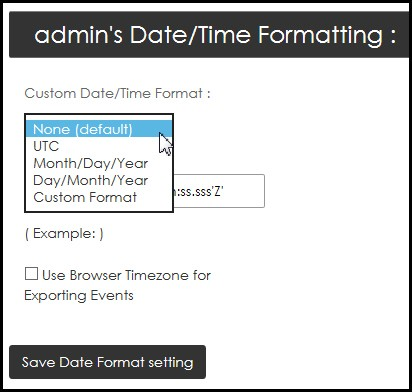 admin's Date/Time Formatting :
Custom Date/Time Format :
None (default)
UTC
Month/Day/Year
Day/Month/Year
Custom Format
:ss.sss'Z'
( Example: )
Use Browser Timezone for
Exporting Events
Save Date Format setting